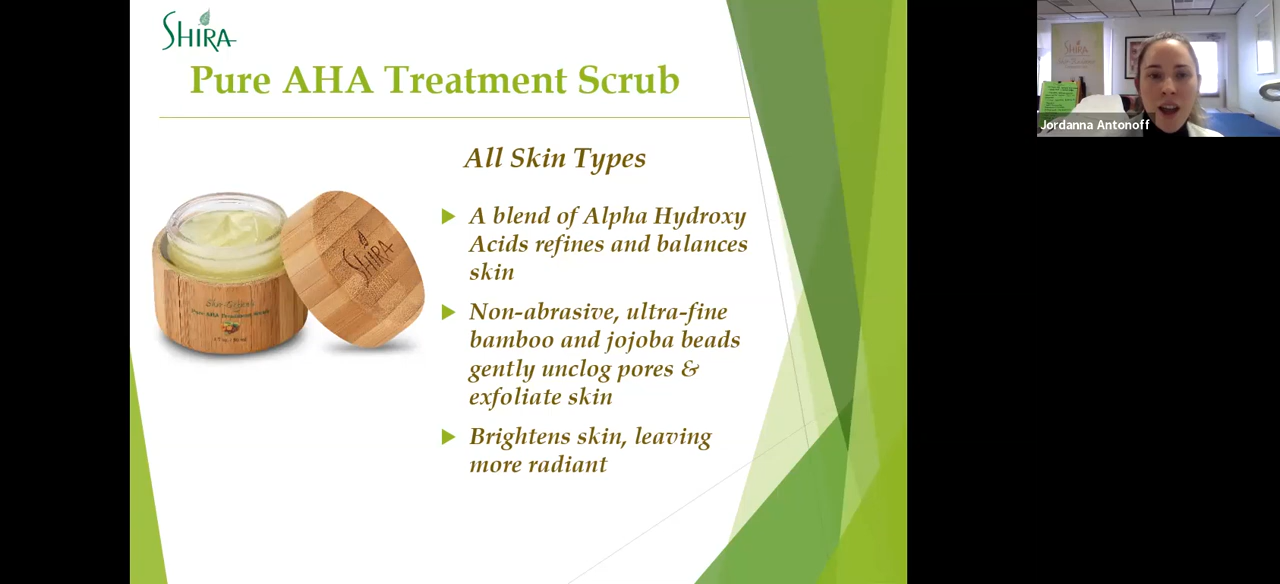 SHIRA
Pure AHA Treatment Scrub
All Skin Types
A blend of Alpha Hydroxy
Acids refines and balances
skin
Non-abrasive, ultra-fine
bamboo and jojoba beads
gently unclog pores &
exfoliate skin
Brightens skin, leaving
more radiant
SHIRA
Pure AHA Treatment Scrub
SHIRA
Jordanna Antonoff